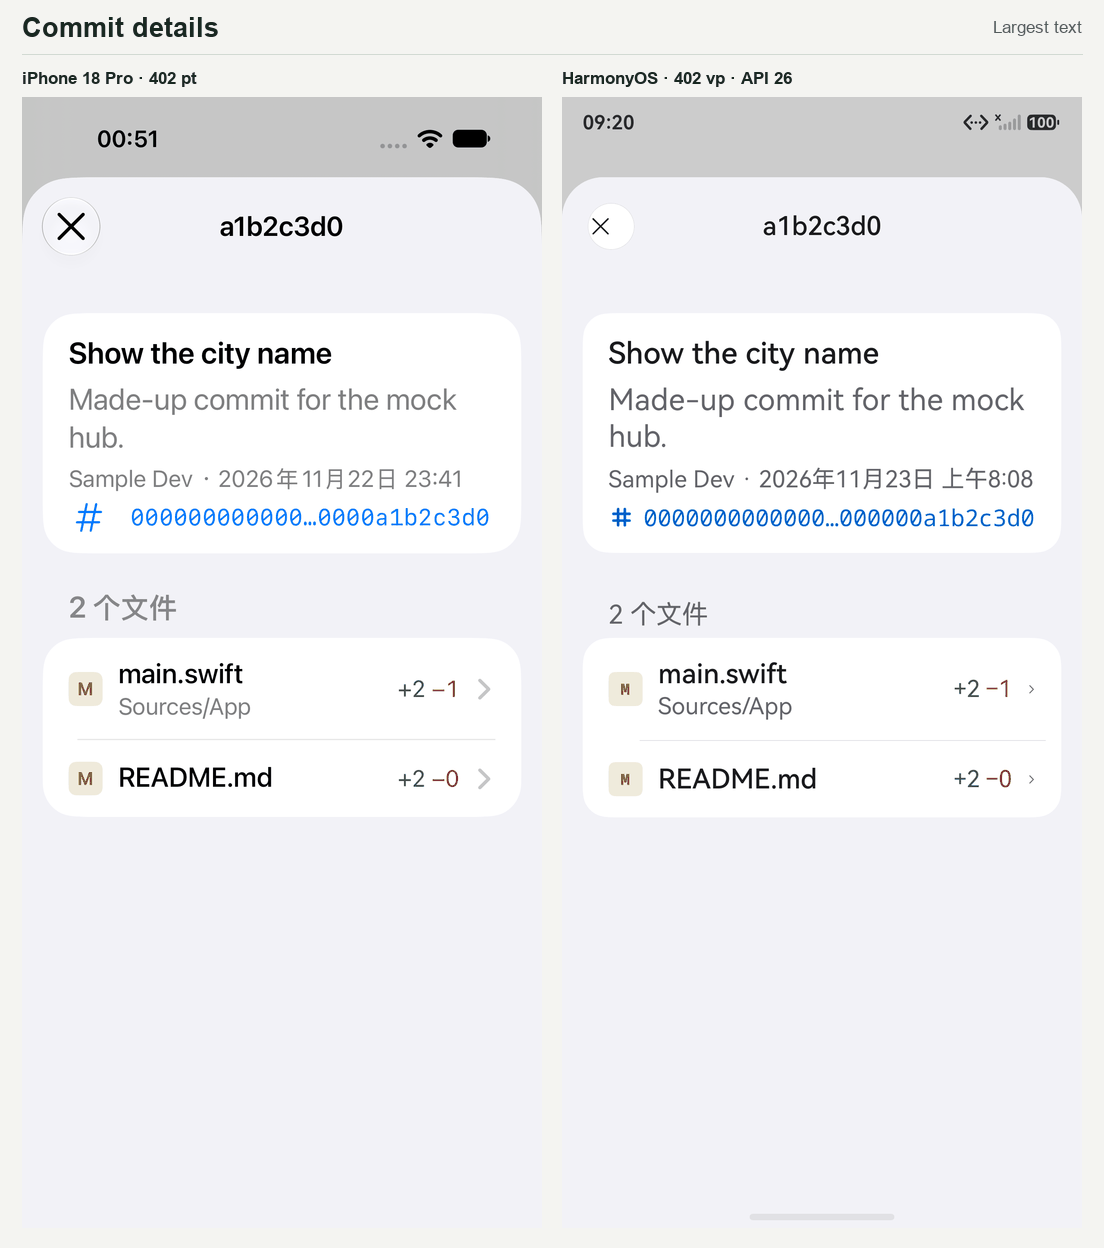 Commit details
Largest text
iPhone 18 Pro · 402 pt
00:51
a1b2c3d0
Show the city name
Made-up commit for the mock
hub.
Sample Dev · 2026年11月22日 23:41
# 000000000000…0000a1b2c3d0
2 个文件
M main.swift +2 −1
Sources/App
M README.md +2 −0
HarmonyOS · 402 vp · API 26
09:20
100
a1b2c3d0
Show the city name
Made-up commit for the mock
hub.
Sample Dev · 2026年11月23日 上午8:08
# 0000000000000…000000a1b2c3d0
2 个文件
M main.swift +2 −1
Sources/App
M README.md +2 −0